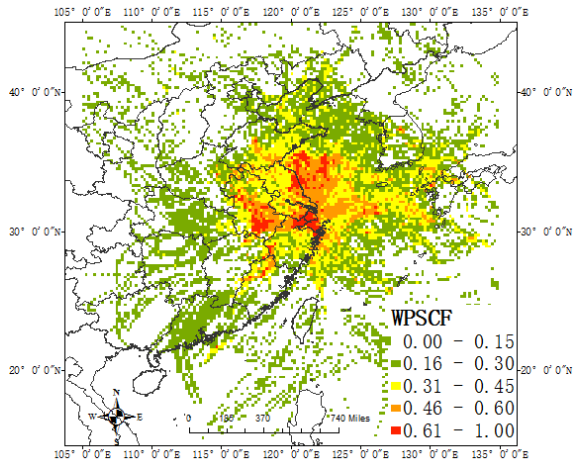 105° 0′0″E 110° 0′0″E 115° 0′0″E 120° 0′0″E 125° 0′0″E 130° 0′0″E 135° 0′0″E
40° 0′0″N 40° 0′0″N
30° 0′0″N 30° 0′0″N
WPSCF
0.00 - 0.15
0.16 - 0.30
20° 0′0″N 20° 0′0″N
0.31 - 0.45
N
0.46 - 0.60
W E
0 185 370 740 Miles
0.61 - 1.00
S
105° 0′0″E 110° 0′0″E 115° 0′0″E 120° 0′0″E 125° 0′0″E 130° 0′0″E 135° 0′0″E